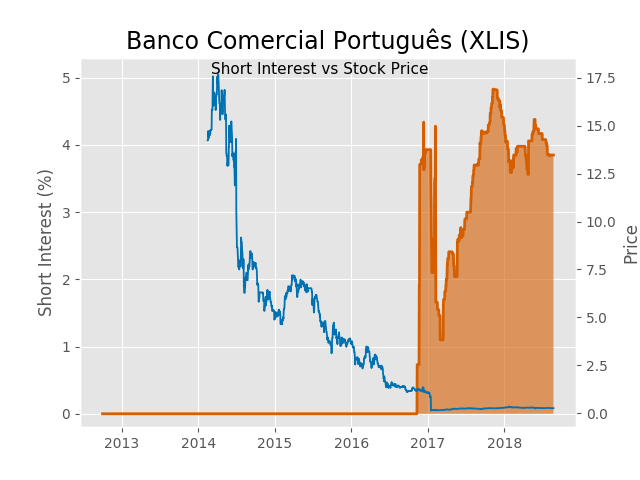 Banco Comercial Português (XLIS)
Short Interest vs Stock Price
Short Interest (%)
5
4
3
2
1
0
17.5
15.0
12.5
10.0
7.5
5.0
2.5
0.0
Price
2013 2014 2015 2016 2017 2018